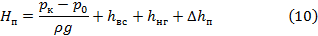 Hп = (pк − p0) / ρg + hвс + hнг + Δhп (10)